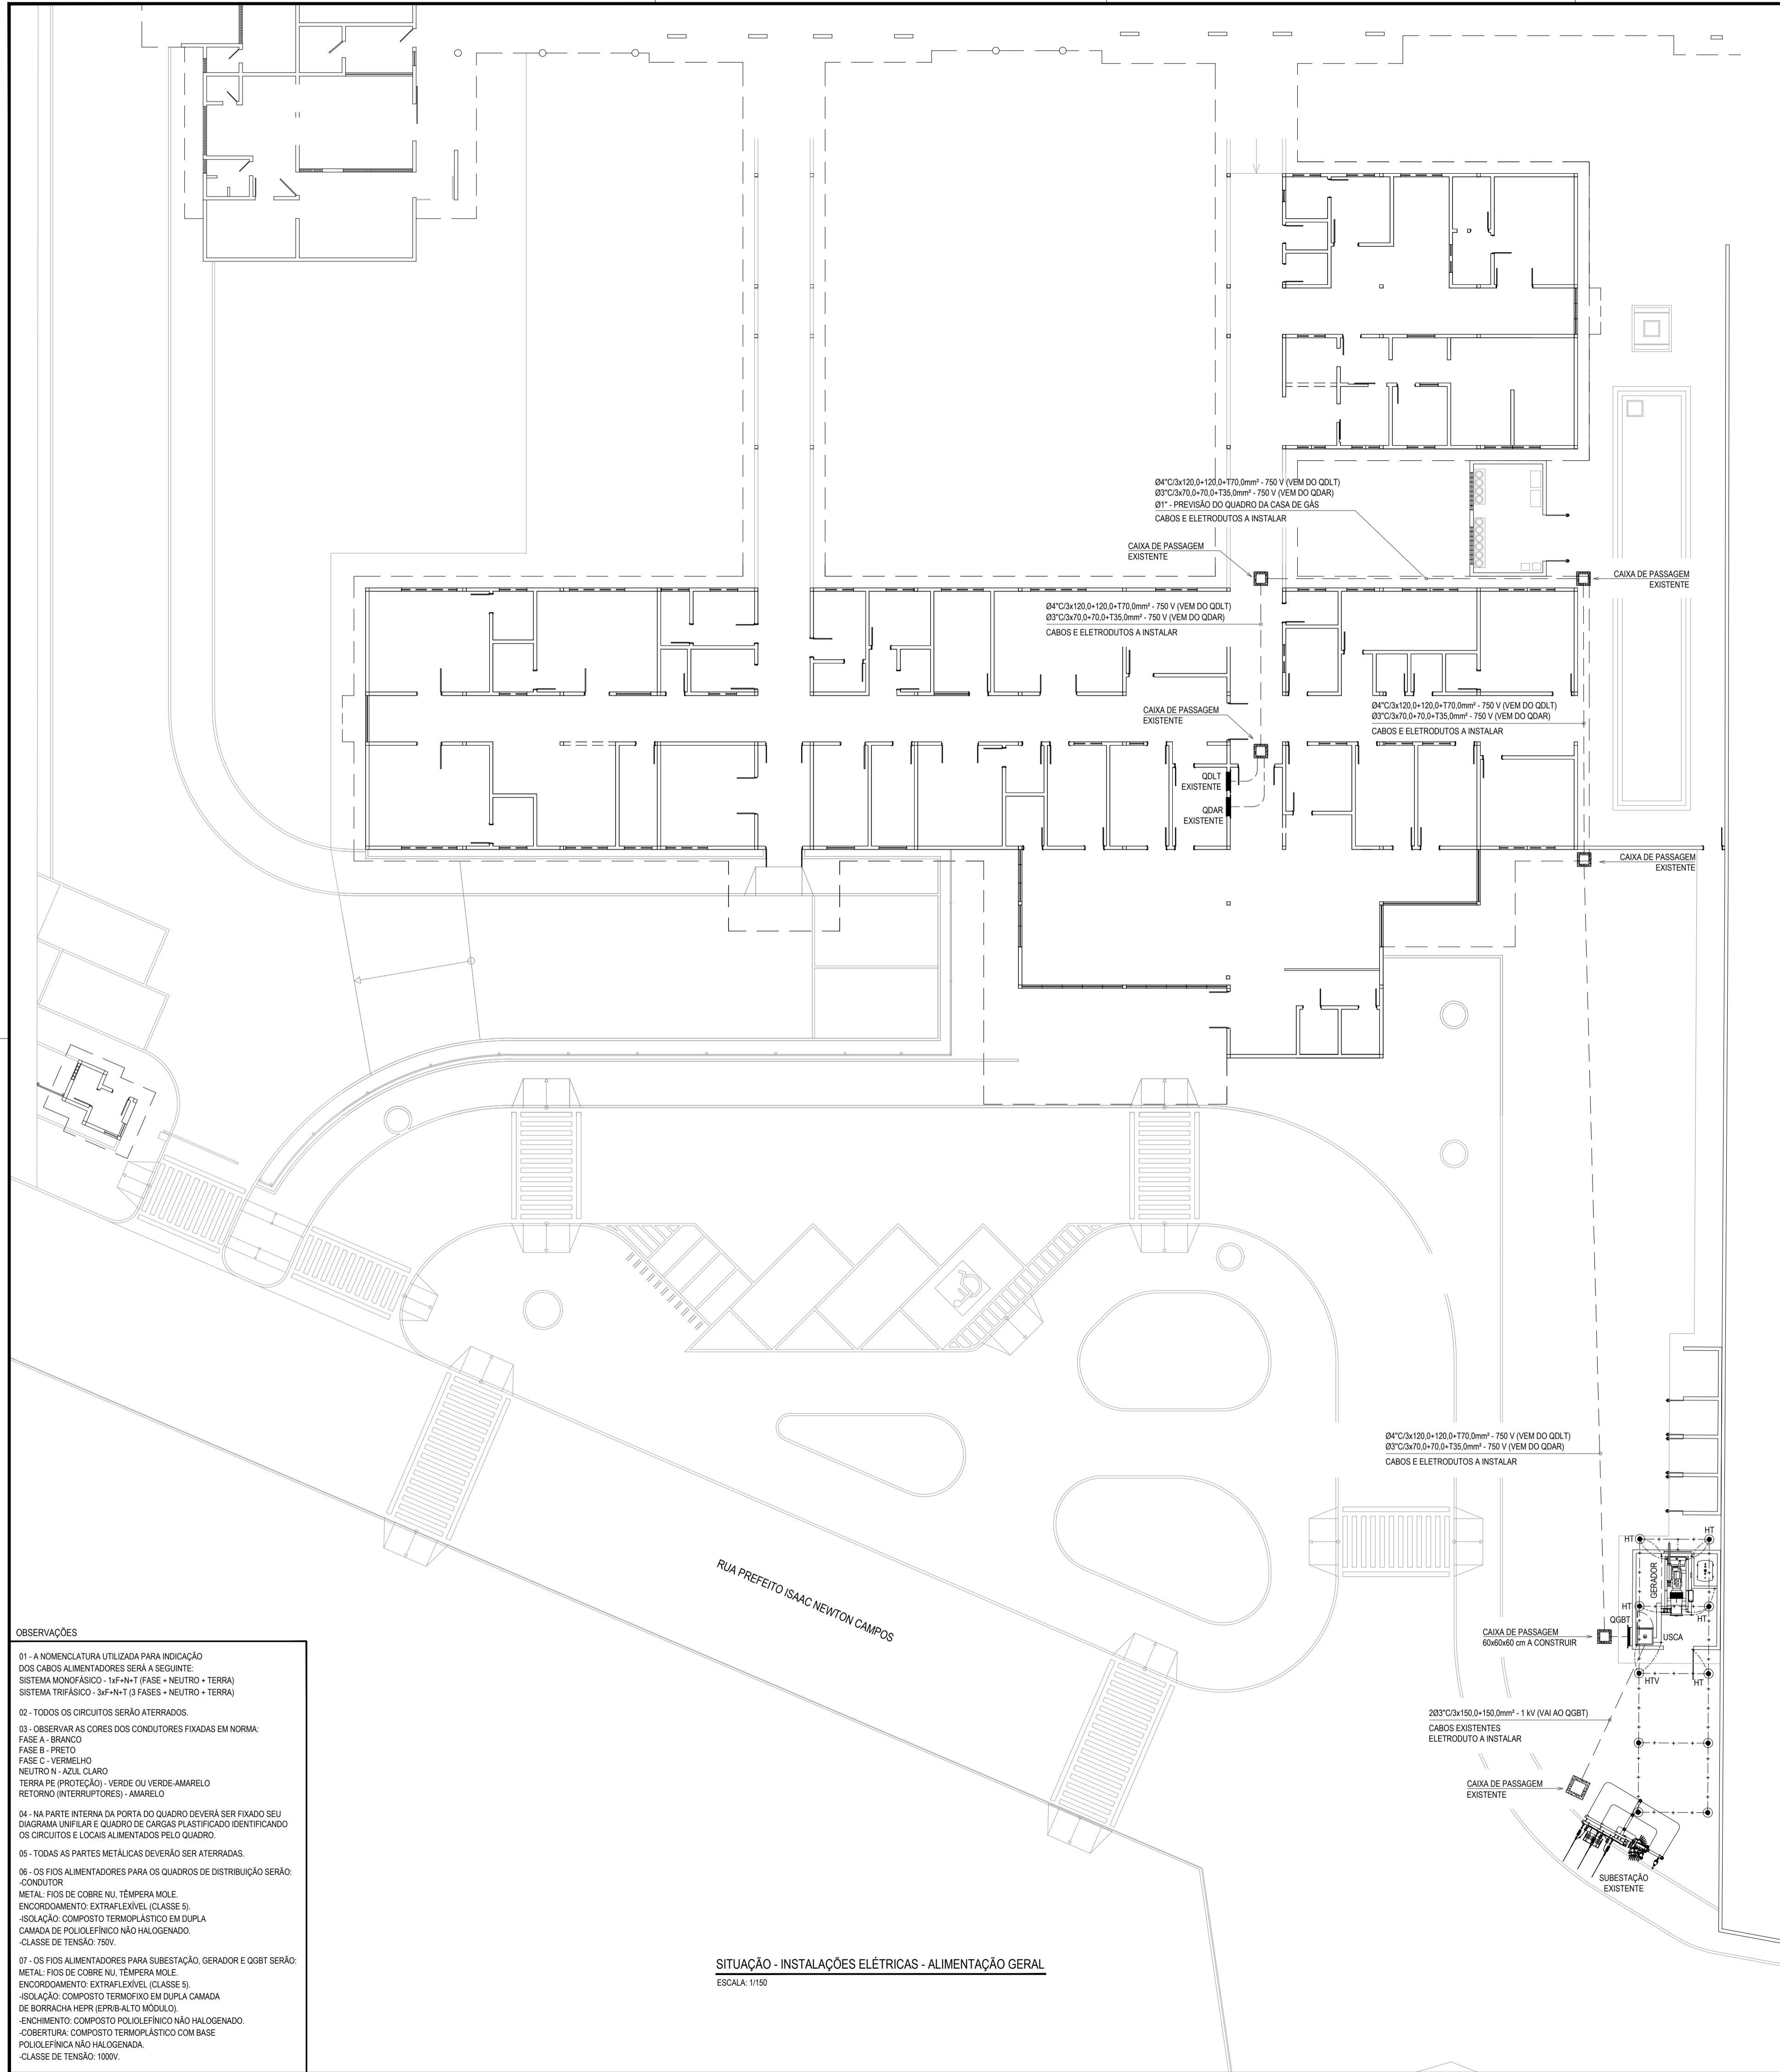 Ø4"C/3x120,0+120,0+T70,0mm² - 750 V (VEM DO QDLT)
Ø3"C/3x70,0+70,0+T35,0mm² - 750 V (VEM DO QDAR)
Ø1" - PREVISÃO DO QUADRO DA CASA DE GÁS
CABOS E ELETRODUTOS A INSTALAR
CAIXA DE PASSAGEM
EXISTENTE
CAIXA DE PASSAGEM
EXISTENTE
Ø4"C/3x120,0+120,0+T70,0mm² - 750 V (VEM DO QDLT)
Ø3"C/3x70,0+70,0+T35,0mm² - 750 V (VEM DO QDAR)
CABOS E ELETRODUTOS A INSTALAR
CAIXA DE PASSAGEM
EXISTENTE
Ø4"C/3x120,0+120,0+T70,0mm² - 750 V (VEM DO QDLT)
Ø3"C/3x70,0+70,0+T35,0mm² - 750 V (VEM DO QDAR)
CABOS E ELETRODUTOS A INSTALAR
QDLT
EXISTENTE
QDAR
EXISTENTE
CAIXA DE PASSAGEM
EXISTENTE
Ø4"C/3x120,0+120,0+T70,0mm² - 750 V (VEM DO QDLT)
Ø3"C/3x70,0+70,0+T35,0mm² - 750 V (VEM DO QDAR)
CABOS E ELETRODUTOS A INSTALAR
HT
HT
GERADOR
HT
HT
QGBT
USCA
CAIXA DE PASSAGEM
60x60x60 cm A CONSTRUIR
HTV
HT
2Ø3"C/3x150,0+150,0mm² - 1 kV (VAI AO QGBT)
CABOS EXISTENTES
ELETRODUTO A INSTALAR
CAIXA DE PASSAGEM
EXISTENTE
SUBESTAÇÃO
EXISTENTE
RUA PREFEITO ISAAC NEWTON CAMPOS
OBSERVAÇÕES
01 - A NOMENCLATURA UTILIZADA PARA INDICAÇÃO
DOS CABOS ALIMENTADORES SERÁ A SEGUINTE:
SISTEMA MONOFÁSICO - 1xF+N+T (FASE + NEUTRO + TERRA)
SISTEMA TRIFÁSICO - 3xF+N+T (3 FASES + NEUTRO + TERRA)
02 - TODOS OS CIRCUITOS SERÃO ATERRADOS.
03 - OBSERVAR AS CORES DOS CONDUTORES FIXADAS EM NORMA:
FASE A - BRANCO
FASE B - PRETO
FASE C - VERMELHO
NEUTRO N - AZUL CLARO
TERRA PE (PROTEÇÃO) - VERDE OU VERDE-AMARELO
RETORNO (INTERRUPTORES) - AMARELO
04 - NA PARTE INTERNA DA PORTA DO QUADRO DEVERÁ SER FIXADO SEU
DIAGRAMA UNIFILAR E QUADRO DE CARGAS PLASTIFICADO IDENTIFICANDO
OS CIRCUITOS E LOCAIS ALIMENTADOS PELO QUADRO.
05 - TODAS AS PARTES METÁLICAS DEVERÃO SER ATERRADAS.
06 - OS FIOS ALIMENTADORES PARA OS QUADROS DE DISTRIBUIÇÃO SERÃO:
-CONDUTOR
METAL: FIOS DE COBRE NU, TÊMPERA MOLE.
ENCORDOAMENTO: EXTRAFLEXÍVEL (CLASSE 5).
-ISOLAÇÃO: COMPOSTO TERMOPLÁSTICO EM DUPLA
CAMADA DE POLIOLEFÍNICO NÃO HALOGENADO.
-CLASSE DE TENSÃO: 750V.
07 - OS FIOS ALIMENTADORES PARA SUBESTAÇÃO, GERADOR E QGBT SERÃO:
METAL: FIOS DE COBRE NU, TÊMPERA MOLE.
ENCORDOAMENTO: EXTRAFLEXÍVEL (CLASSE 5).
-ISOLAÇÃO: COMPOSTO TERMOFIXO EM DUPLA CAMADA
DE BORRACHA HEPR (EPR/B-ALTO MÓDULO).
-ENCHIMENTO: COMPOSTO POLIOLEFÍNICO NÃO HALOGENADO.
-COBERTURA: COMPOSTO TERMOPLÁSTICO COM BASE
POLIOLEFÍNICA NÃO HALOGENADA.
-CLASSE DE TENSÃO: 1000V.
SITUAÇÃO - INSTALAÇÕES ELÉTRICAS - ALIMENTAÇÃO GERAL
ESCALA: 1/150